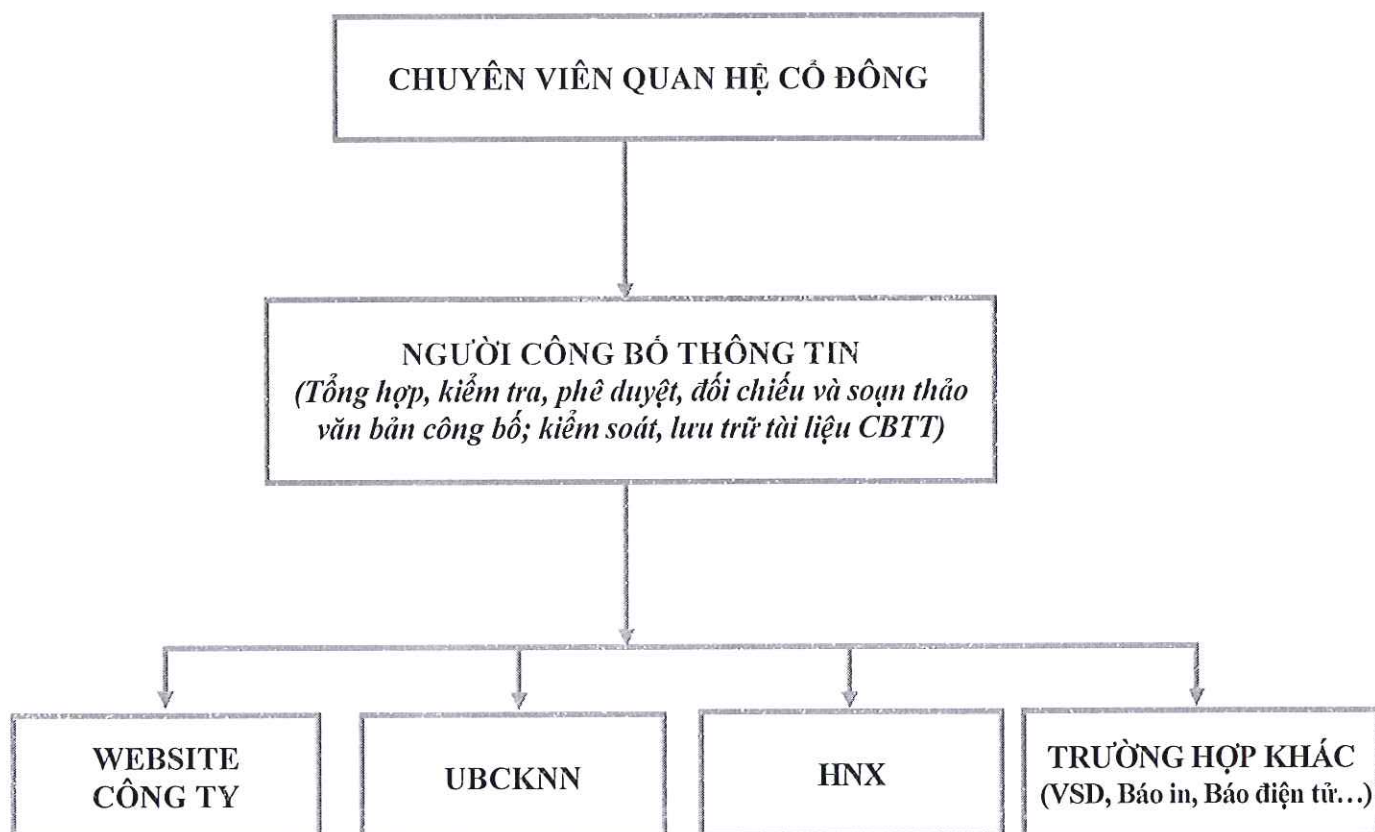 CHUYÊN VIÊN QUAN HỆ CỔ ĐÔNG
NGƯỜI CÔNG BỐ THÔNG TIN
(Tổng hợp, kiểm tra, phê duyệt, đối chiếu và soạn thảo
văn bản công bố; kiểm soát, lưu trữ tài liệu CBTT)
WEBSITE
CÔNG TY
UBCKNN
HNX
TRƯỜNG HỢP KHÁC
(VSD, Báo in, Báo điện tử…)